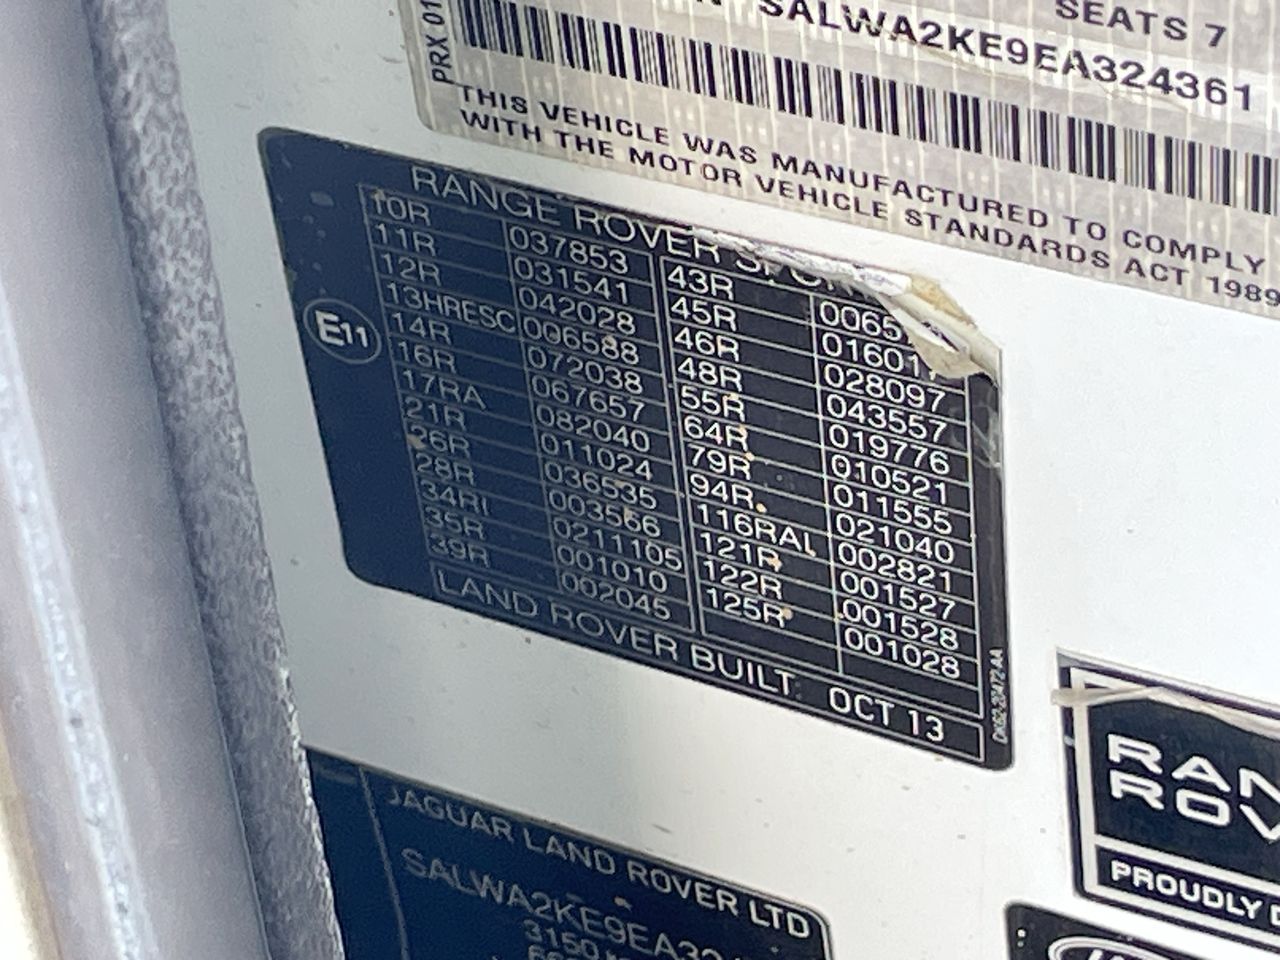 SEATS 7
SALWA2KE9EA324361
PRX 01
THIS VEHICLE WAS MANUFACTURED TO COMPLY
WITH THE MOTOR VEHICLE STANDARDS ACT 1989
RANGE ROVER
E11
10R 037853
11R 031541
12R 042028
13HRESC 006588
14R 072038
16R 067657
17RA 082040
21R 011024
26R 036535
28R 003566
34RI 0211105
35R 001010
39R 002045
43R
45R
46R 028097
48R 043557
55R 019776
64R 010521
79R 011555
94R 021040
116RAL 002821
121R 001527
122R 001528
125R 001028
LAND ROVER BUILT: OCT 13
JAGUAR LAND ROVER LTD
SALWA2KE9EA32
3150
RAN
ROV
PROUDLY D